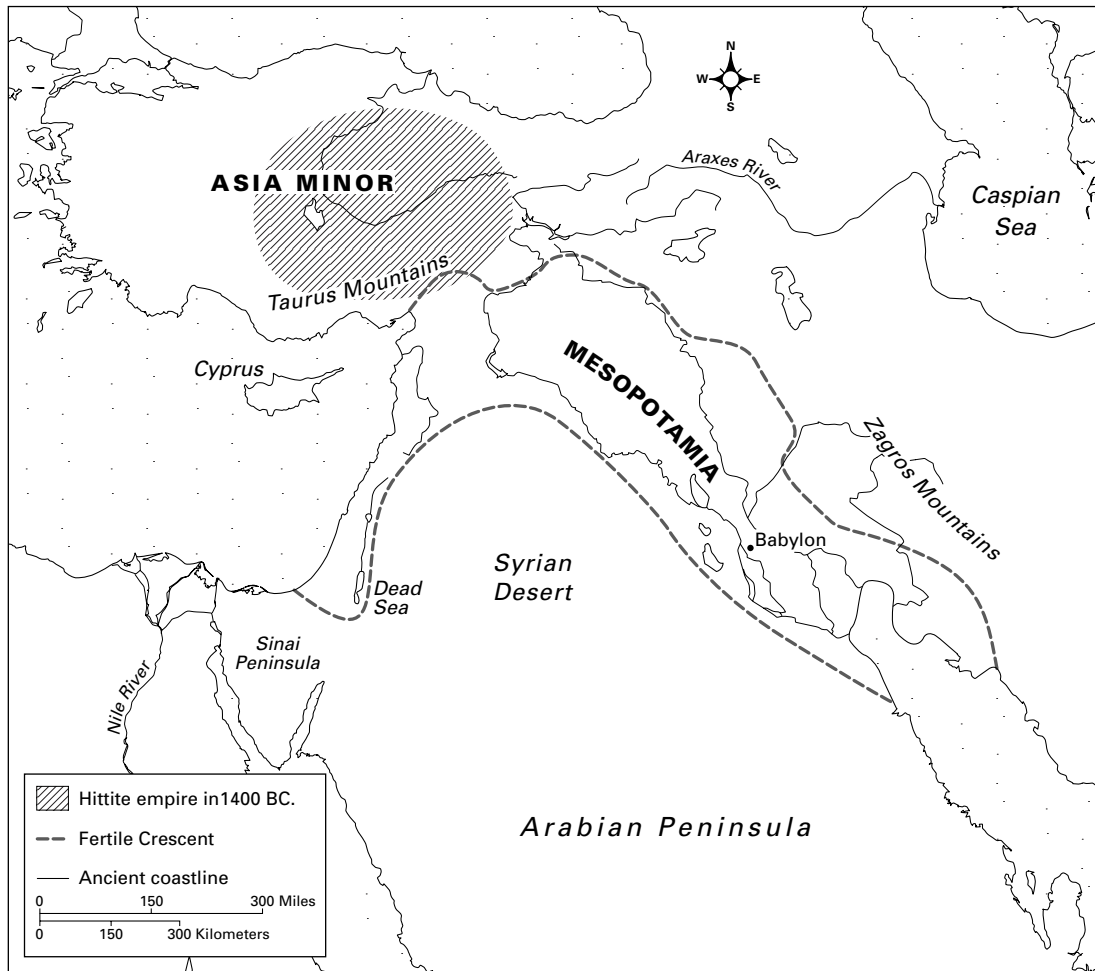 N
W E
S
Araxes River
ASIA MINOR
Caspian
Sea
Taurus Mountains
Cyprus
MESOPOTAMIA
Zagros Mountains
Babylon
Syrian
Desert
Dead
Sea
Sinai
Peninsula
Nile River
Arabian Peninsula
Hittite empire in1400 BC.
Fertile Crescent
Ancient coastline
0 150 300 Miles
0 150 300 Kilometers